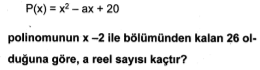 P(x) = x² – ax + 20
polinomunun x –2 ile bölümünden kalan 26 ol-
duğuna göre, a reel sayısı kaçtır?